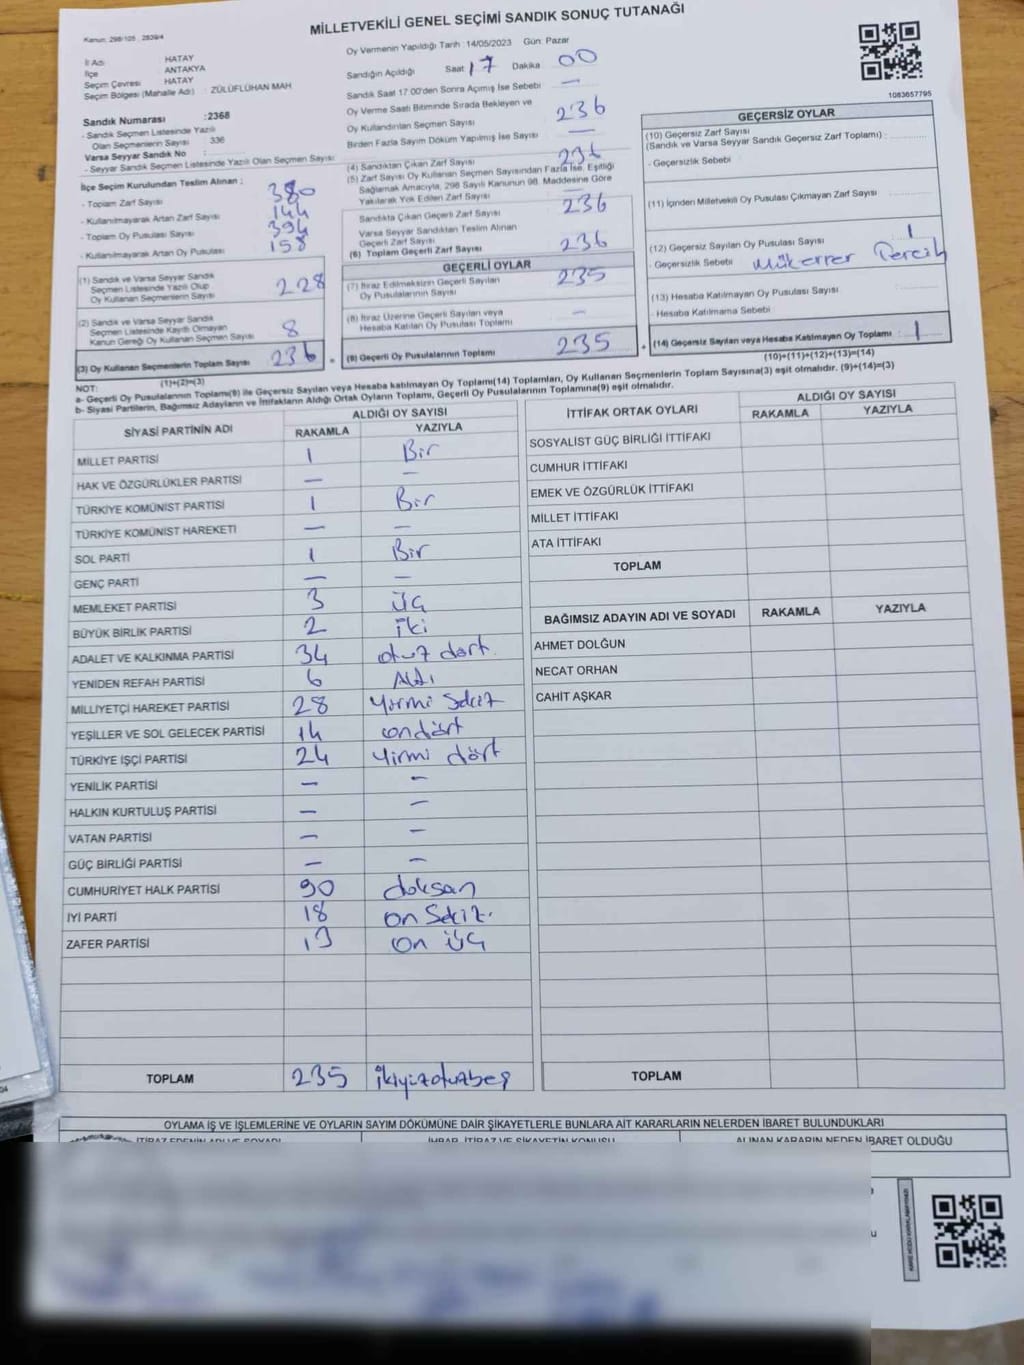 MİLLETVEKİLİ GENEL SEÇİMİ SANDIK SONUÇ TUTANAĞI
Kanun: 298/105 , 2839/4
İl Adı HATAY
İlçe ANTAKYA
Seçim Çevresi HATAY
Seçim Bölgesi (Mahalle Adı) : ZÜLÜFLÜHAN MAH
Sandık Numarası :2368
- Sandık Seçmen Listesinde Yazılı
Olan Seçmenlerin Sayısı : 336
Varsa Seyyar Sandık No
- Seyyar Sandık Seçmen Listesinde Yazılı Olan Seçmen Sayısı:
İlçe Seçim Kurulundan Teslim Alınan :
- Toplam Zarf Sayısı 380
- Kullanılmayarak Artan Zarf Sayısı 144
- Toplam Oy Pusulası Sayısı 394
- Kullanılmayarak Artan Oy Pusulası 158
(1) Sandık ve Varsa Seyyar Sandık
Seçmen Listesinde Yazılı Olup
Oy Kullanan Seçmenlerin Sayısı 228
(2) Sandık ve Varsa Seyyar Sandık
Seçmen Listesinde Kayıtlı Olmayan
Kanun Gereği Oy Kullanan Seçmen Sayısı 8
(3) Oy Kullanan Seçmenlerin Toplam Sayısı 236
(1)+(2)=(3)
Oy Vermenin Yapıldığı Tarih : 14/05/2023 Gün: Pazar
Sandığın Açıldığı Saat 17 Dakika 00
Sandık Saat 17:00'den Sonra Açılmış İse Sebebi —
Oy Verme Saati Bitiminde Sırada Bekleyen ve
Oy Kullandırılan Seçmen Sayısı 236
Birden Fazla Sayım Döküm Yapılmış İse Sayısı —
(4) Sandıktan Çıkan Zarf Sayısı 236
(5) Zarf Sayısı Oy Kullanan Seçmen Sayısından Fazla İse, Eşitliği
Sağlamak Amacıyla, 298 Sayılı Kanunun 98. Maddesine Göre
Yakılarak Yok Edilen Zarf Sayısı —
Sandıkta Çıkan Geçerli Zarf Sayısı 236
Varsa Seyyar Sandıktan Teslim Alınan
Geçerli Zarf Sayısı
(6) Toplam Geçerli Zarf Sayısı 236
GEÇERLİ OYLAR
(7) İtiraz Edilmeksizin Geçerli Sayılan
Oy Pusulalarının Sayısı 235
(8) İtiraz Üzerine Geçerli Sayılan veya
Hesaba Katılan Oy Pusulası Toplamı —
(9) Geçerli Oy Pusulalarının Toplamı 235
1083657795
GEÇERSİZ OYLAR
(10) Geçersiz Zarf Sayısı
(Sandık ve Varsa Seyyar Sandık Geçersiz Zarf Toplamı) :
- Geçersizlik Sebebi
(11) İçinden Milletvekili Oy Pusulası Çıkmayan Zarf Sayısı
(12) Geçersiz Sayılan Oy Pusulası Sayısı 1
- Geçersizlik Sebebi Mükerrer Tercih
(13) Hesaba Katılmayan Oy Pusulası Sayısı
- Hesaba Katılmama Sebebi
(14) Geçersiz Sayılan veya Hesaba Katılmayan Oy Toplamı : 1
(10)+(11)+(12)+(13)=(14)
NOT:
a- Geçerli Oy Pusulalarının Toplamı(9) ile Geçersiz Sayılan veya Hesaba katılmayan Oy Toplamı(14) Toplamları, Oy Kullanan Seçmenlerin Toplam Sayısına(3) eşit olmalıdır. (9)+(14)=(3)
b- Siyasi Partilerin, Bağımsız Adayların ve İttifakların Aldığı Ortak Oyların Toplamı, Geçerli Oy Pusulalarının Toplamına(9) eşit olmalıdır.
SİYASİ PARTİNİN ADI ALDIĞI OY SAYISI
RAKAMLA YAZIYLA
MİLLET PARTİSİ 1 Bir
HAK VE ÖZGÜRLÜKLER PARTİSİ — —
TÜRKİYE KOMÜNİST PARTİSİ 1 Bir
TÜRKİYE KOMÜNİST HAREKETİ — —
SOL PARTİ 1 Bir
GENÇ PARTİ — —
MEMLEKET PARTİSİ 3 üç
BÜYÜK BİRLİK PARTİSİ 2 iki
ADALET VE KALKINMA PARTİSİ 34 otuz dört.
YENİDEN REFAH PARTİSİ 6 Altı
MİLLİYETÇİ HAREKET PARTİSİ 28 yirmi Sekiz
YEŞİLLER VE SOL GELECEK PARTİSİ 14 ondört
TÜRKİYE İŞÇİ PARTİSİ 24 Yirmi dört
YENİLİK PARTİSİ — —
HALKIN KURTULUŞ PARTİSİ — —
VATAN PARTİSİ — —
GÜÇ BİRLİĞİ PARTİSİ — —
CUMHURİYET HALK PARTİSİ 90 doksan
İYİ PARTİ 18 on Sekiz.
ZAFER PARTİSİ 13 on üç
TOPLAM 235 ikiyüzotuzbeş
İTTİFAK ORTAK OYLARI ALDIĞI OY SAYISI
RAKAMLA YAZIYLA
SOSYALİST GÜÇ BİRLİĞİ İTTİFAKI
CUMHUR İTTİFAKI
EMEK VE ÖZGÜRLÜK İTTİFAKI
MİLLET İTTİFAKI
ATA İTTİFAKI
TOPLAM
BAĞIMSIZ ADAYIN ADI VE SOYADI RAKAMLA YAZIYLA
AHMET DOLĞUN
NECAT ORHAN
CAHİT AŞKAR
TOPLAM
OYLAMA İŞ VE İŞLEMLERİNE VE OYLARIN SAYIM DÖKÜMÜNE DAİR ŞİKAYETLERLE BUNLARA AİT KARARLARIN NELERDEN İBARET BULUNDUKLARI
İTİRAZ EDENİN ADI VE SOYADI İHBAR, İTİRAZ VE ŞİKAYETİN KONUSU ALINAN KARARIN NEDEN İBARET OLDUĞU